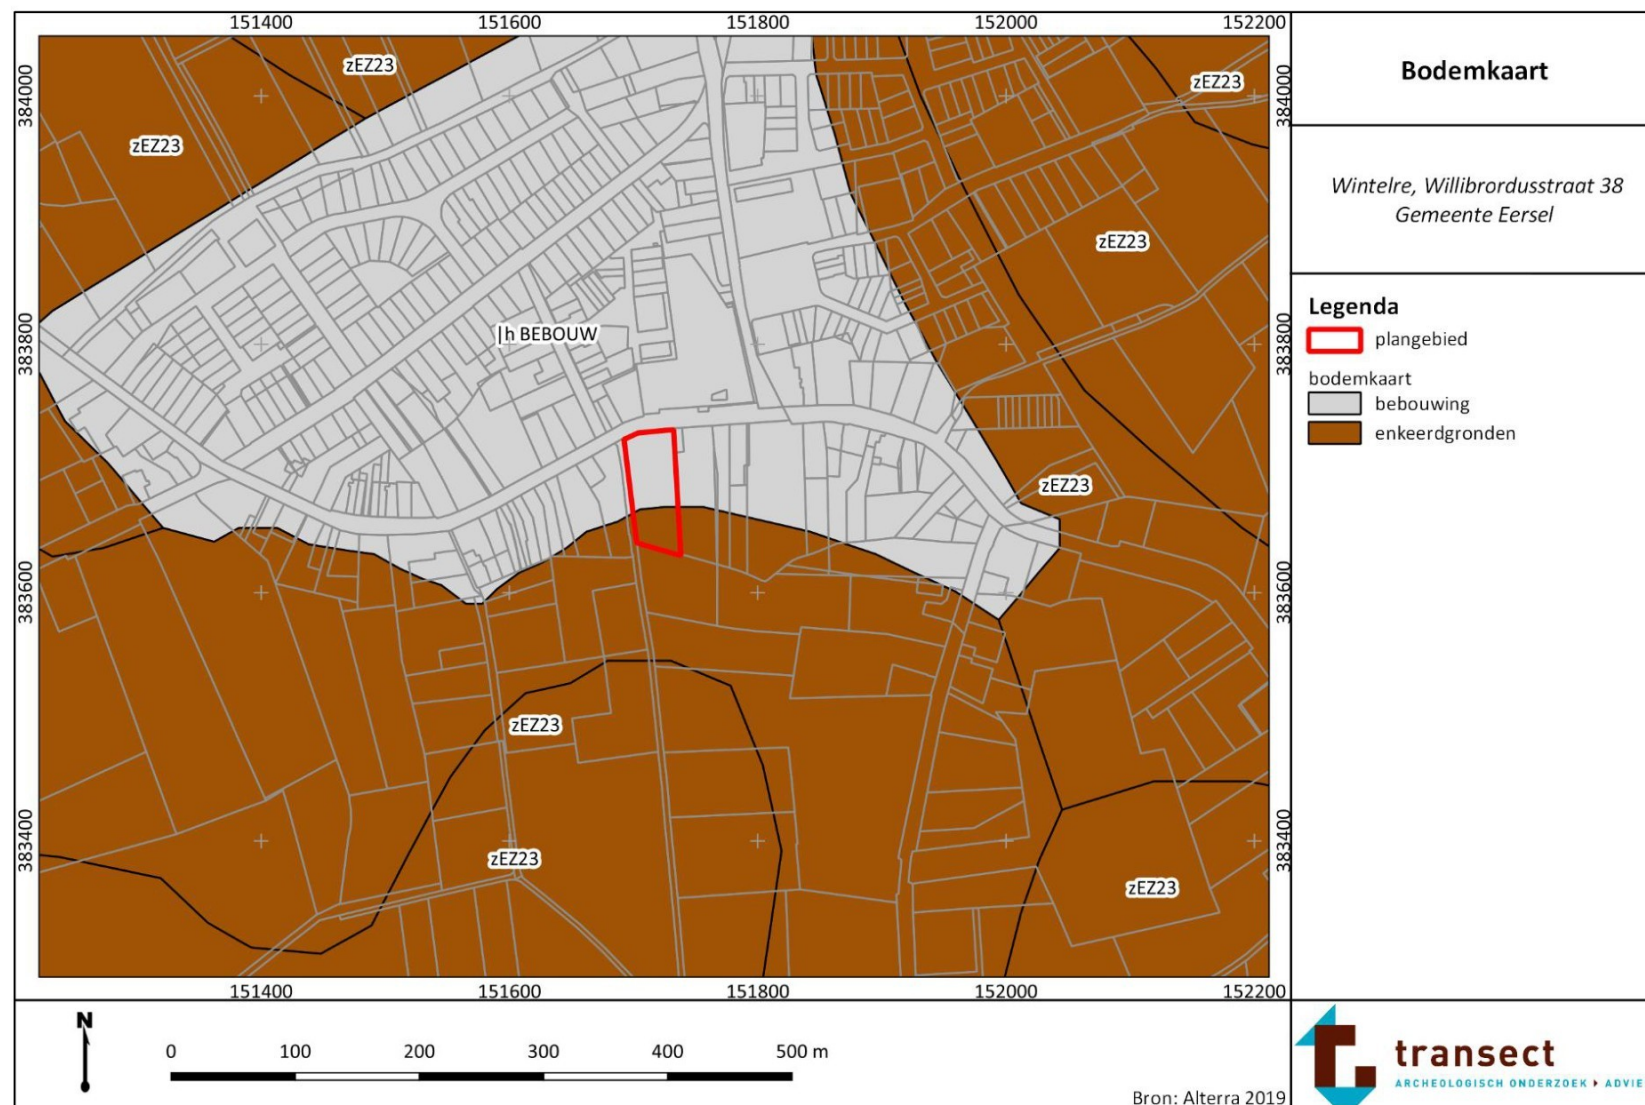 151400 151600 151800 152000 152200
384000
384000
383800
383800
383600
383600
383400
383400
zEZ23
zEZ23
zEZ23
zEZ23
|h BEBOUW
zEZ23
zEZ23
zEZ23
zEZ23
151400 151600 151800 152000 152200
N
0 100 200 300 400 500 m
Bron: Alterra 2019
Bodemkaart
Wintelre, Willibrordusstraat 38
Gemeente Eersel
Legenda
plangebied
bodemkaart
bebouwing
enkeerdgronden
transect
ARCHEOLOGISCH ONDERZOEK ▸ ADVIE